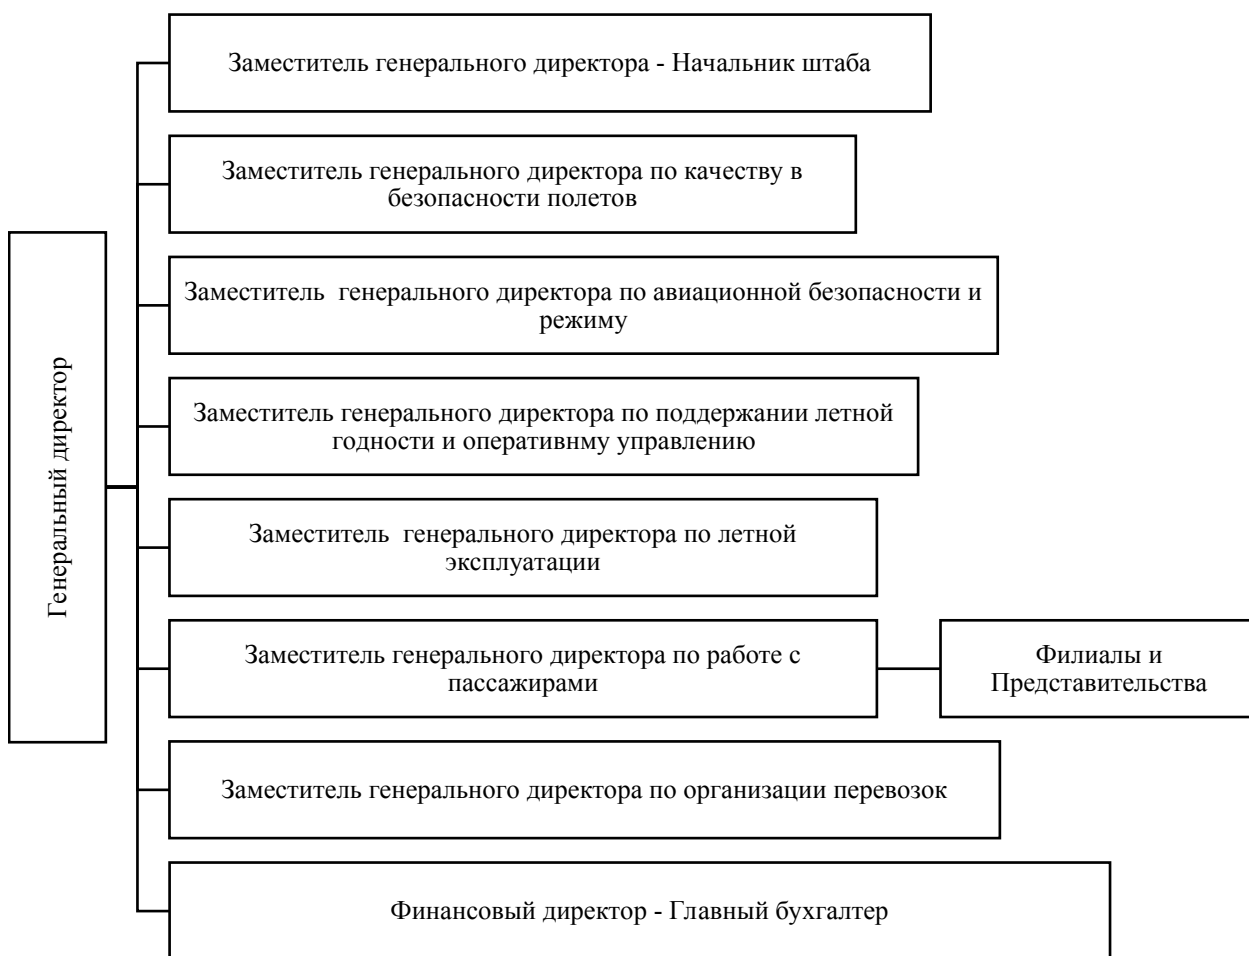 Заместитель генерального директора - Начальник штаба
Заместитель генерального директора по качеству в
безопасности полетов
Заместитель  генерального директора по авиационной безопасности и
режиму
Генеральный директор
Заместитель генерального директора по поддержании летной
годности и оперативнму управлению
Заместитель  генерального директора по летной
эксплуатации
Заместитель генерального директора по работе с
пассажирами
Филиалы и
Представительства
Заместитель генерального директора по организации перевозок
Финансовый директор - Главный бухгалтер